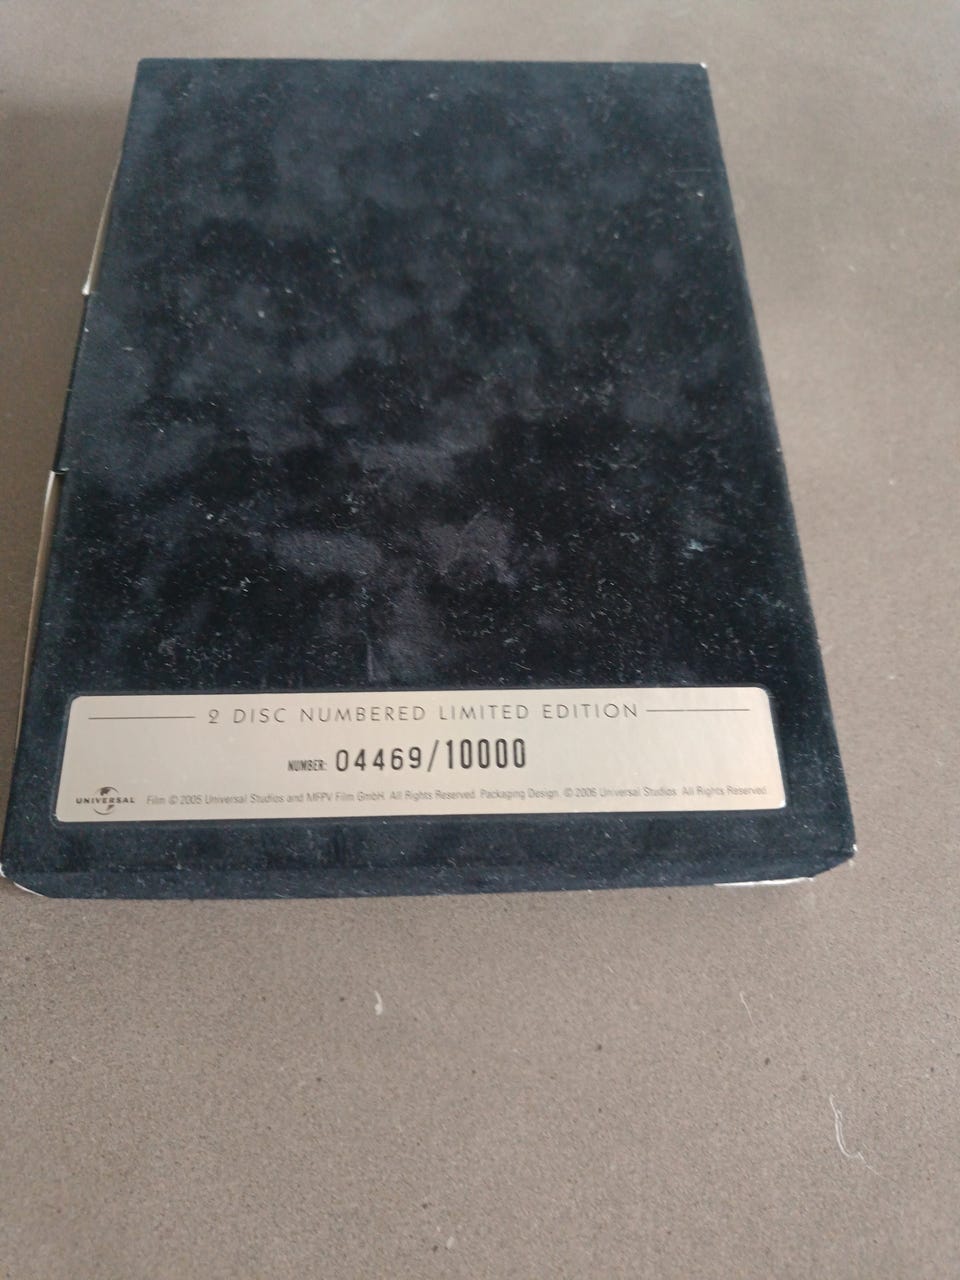 2 DISC NUMBERED LIMITED EDITION
NUMBER: 04469/10000
UNIVERSAL
Film © 2005 Universal Studios and MFPV Film GmbH. All Rights Reserved. Packaging Design © 2006 Universal Studios. All Rights Reserved.